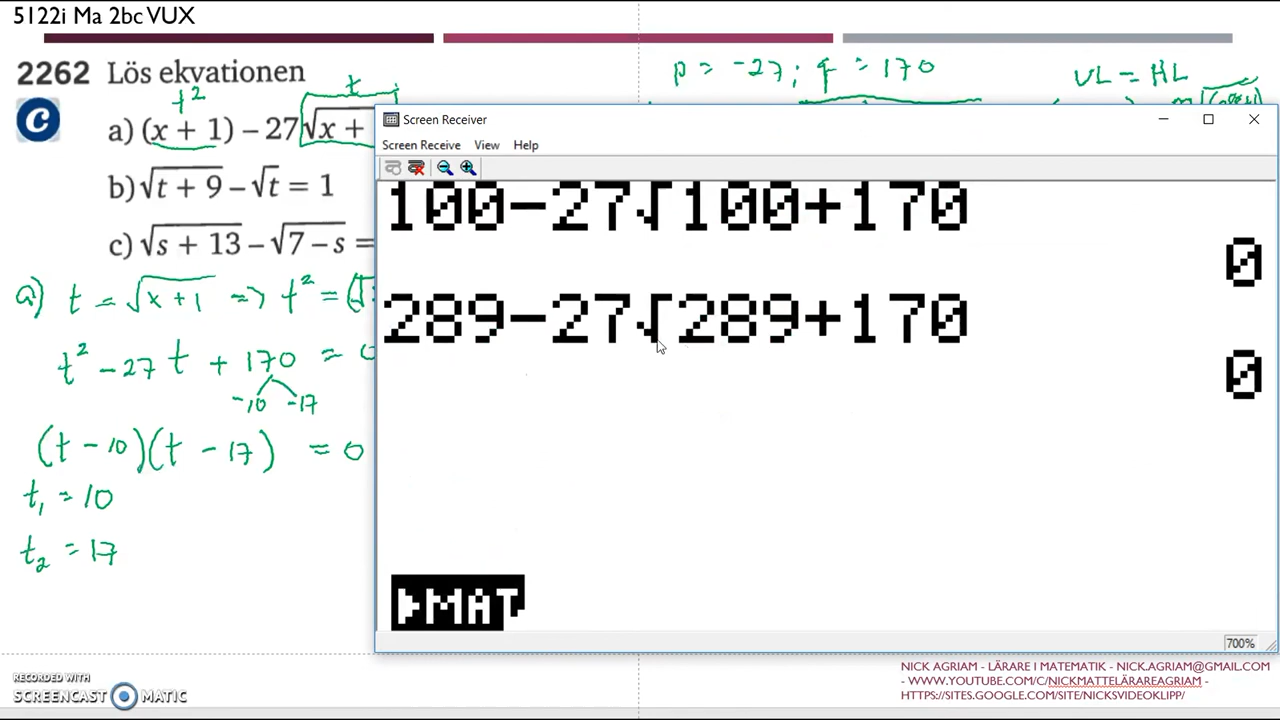 5122i Ma 2bc VUX
2262 Lös ekvationen
C
t²
t
a) (x + 1) – 27√x +
b) √t + 9 – √t = 1
c) √s + 13 – √7 – s =
a) t = √x + 1 => t² = (√
t² – 27 t + 170 = 0
-10 -17
(t – 10)(t – 17) = 0
t₁ = 10
t₂ = 17
p = -27 ; q = 170
VL = HL
Screen Receiver
Screen Receive View Help
100–27√100+170
0
289–27√289+170
0
▶MAT
700%
RECORDED WITH
SCREENCAST MATIC
NICK AGRIAM - LÄRARE I MATEMATIK - NICK.AGRIAM@GMAIL.COM
- WWW.YOUTUBE.COM/C/NICKMATTELÄRAREAGRIAM -
HTTPS://SITES.GOOGLE.COM/SITE/NICKSVIDEOKLIPP/